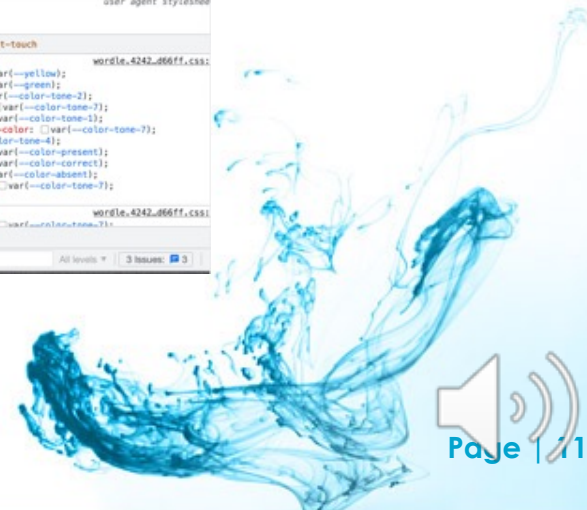 user agent styleshee
t-touch
wordle.4242…d66ff.css:
ar(--yellow);
ar(--green);
r(--color-tone-2);
var(--color-tone-7);
var(--color-tone-1);
-color: var(--color-tone-7);
lor-tone-4);
var(--color-present);
var(--color-correct);
var(--color-absent);
var(--color-tone-7);
wordle.4242…d66ff.css:
var(--color-tone-7);
All levels ▾ 3 Issues: 3
Page | 11